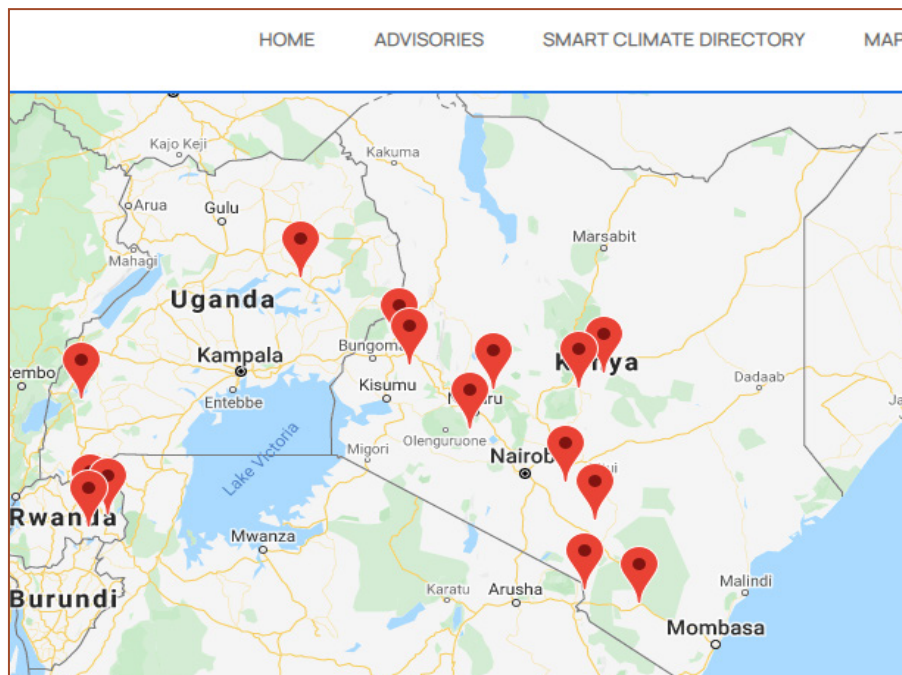 HOME ADVISORIES SMART CLIMATE DIRECTORY MAP
Kajo Keji
Kakuma
Arua
Gulu
Marsabit
Mahagi
Uganda
Bungoma
Kampala
Kisumu
Dadaab
Entebbe
Olenguruone
Migori
Lake Victoria
Nairob
Rwanda
Mwanza
Burundi
Karatu
Arusha
Malindi
Mombasa